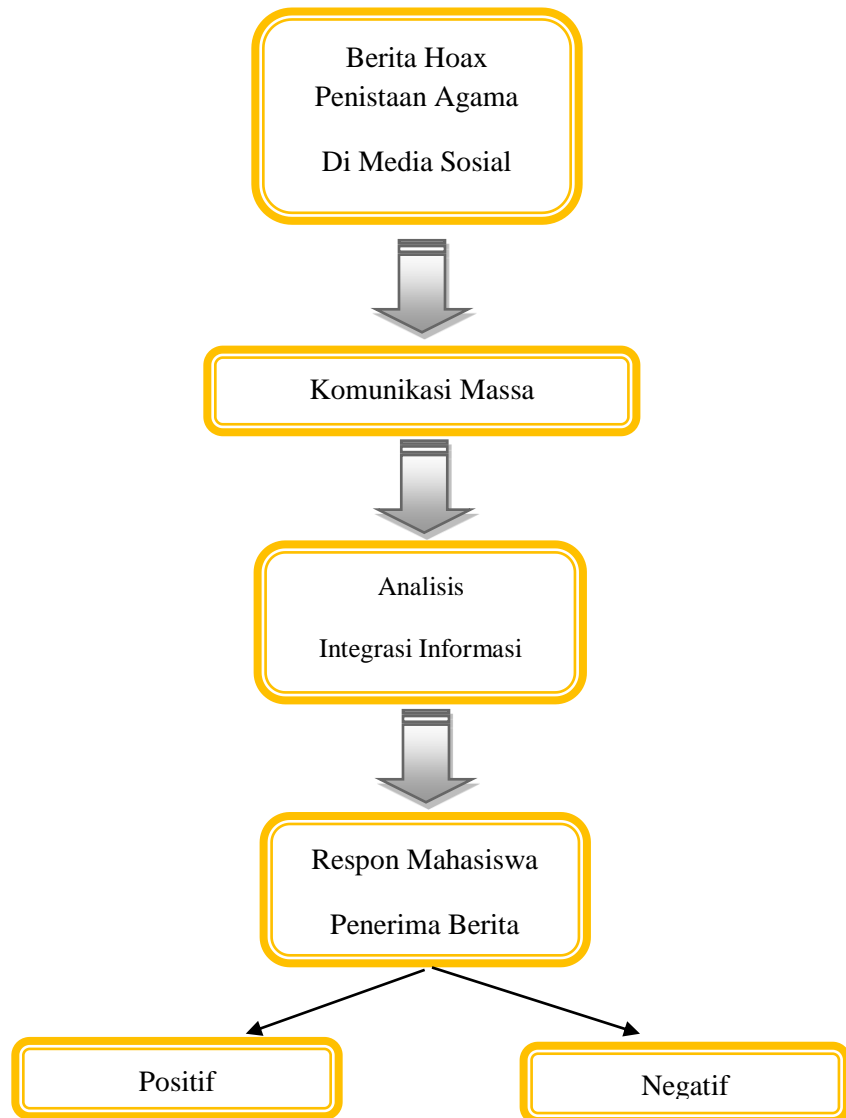 Berita Hoax
Penistaan Agama
Di Media Sosial
Komunikasi Massa
Analisis
Integrasi Informasi
Respon Mahasiswa
Penerima Berita
Positif
Negatif